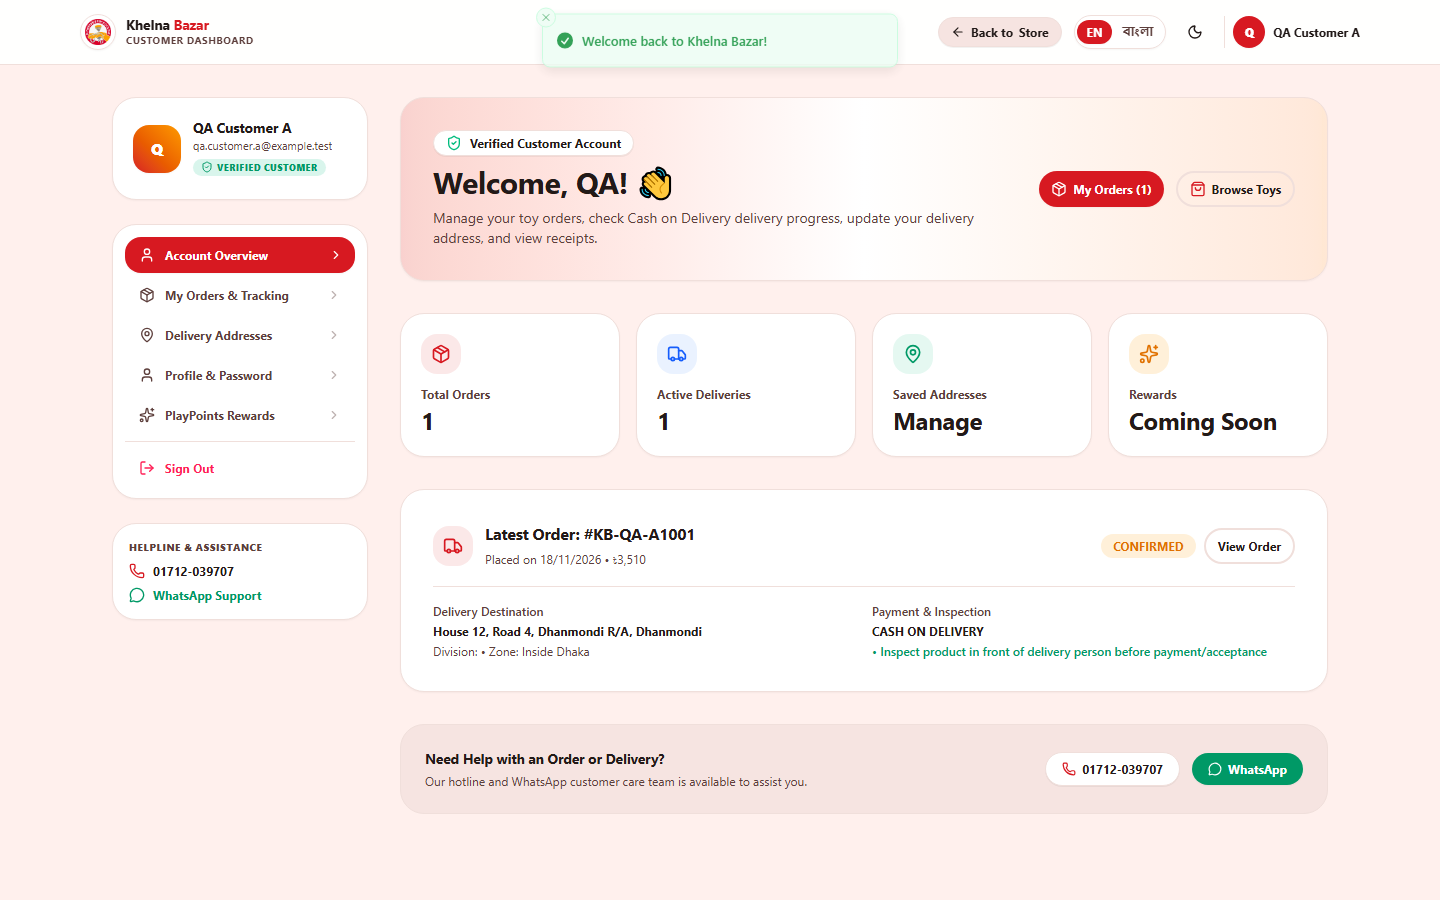 Khelna Bazar
CUSTOMER DASHBOARD
Welcome back to Khelna Bazar!
Back to Store
EN
বাংলা
Q
QA Customer A
Q
QA Customer A
qa.customer.a@example.test
VERIFIED CUSTOMER
Account Overview
My Orders & Tracking
Delivery Addresses
Profile & Password
PlayPoints Rewards
Sign Out
HELPLINE & ASSISTANCE
01712-039707
WhatsApp Support
Verified Customer Account
Welcome, QA! 👋
Manage your toy orders, check Cash on Delivery delivery progress, update your delivery
address, and view receipts.
My Orders (1)
Browse Toys
Total Orders
1
Active Deliveries
1
Saved Addresses
Manage
Rewards
Coming Soon
Latest Order: #KB-QA-A1001
Placed on 18/11/2026 • ৳3,510
CONFIRMED
View Order
Delivery Destination
House 12, Road 4, Dhanmondi R/A, Dhanmondi
Division: • Zone: Inside Dhaka
Payment & Inspection
CASH ON DELIVERY
• Inspect product in front of delivery person before payment/acceptance
Need Help with an Order or Delivery?
Our hotline and WhatsApp customer care team is available to assist you.
01712-039707
WhatsApp